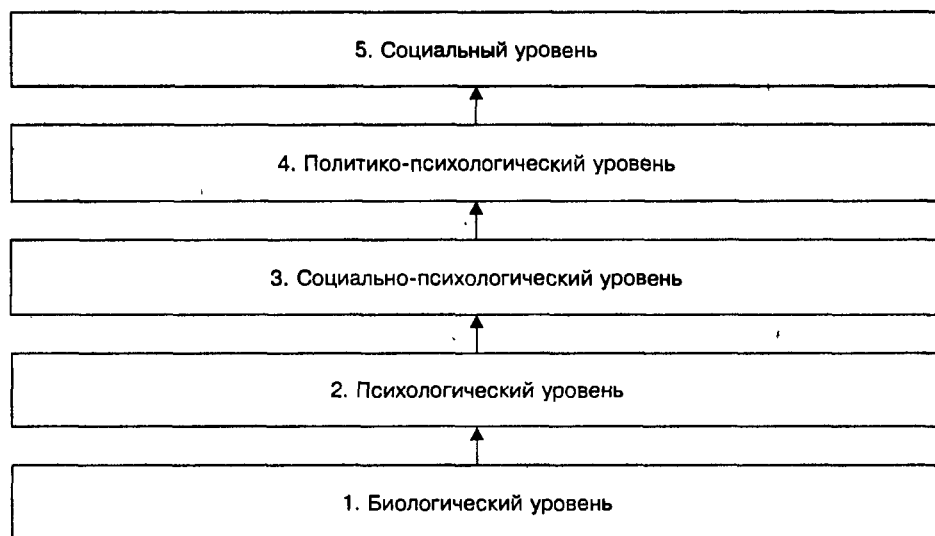 5. Социальный уровень
4. Политико-психологический уровень
3. Социально-психологический уровень
2. Психологический уровень
1. Биологический уровень